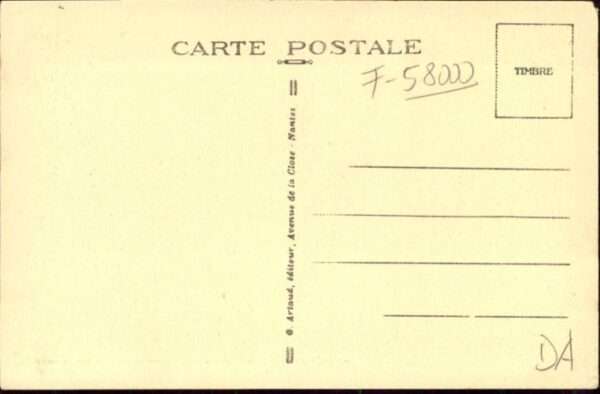 CARTE POSTALE
F-58000
TIMBRE
G. Artaud, éditeur, Avenue de la Close - Nantes
DA